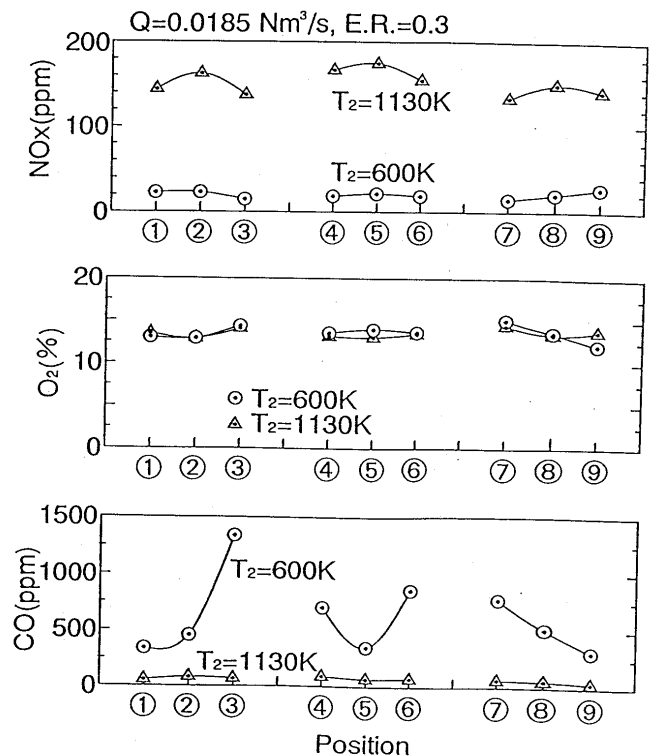 Q=0.0185 Nm³/s, E.R.=0.3
200
100
0
NOx(ppm)
T₂=1130K
T₂=600K
① ② ③ ④ ⑤ ⑥ ⑦ ⑧ ⑨
20
10
0
O₂(%)
T₂=600K
T₂=1130K
① ② ③ ④ ⑤ ⑥ ⑦ ⑧ ⑨
1500
1000
500
0
CO(ppm)
T₂=600K
T₂=1130K
① ② ③ ④ ⑤ ⑥ ⑦ ⑧ ⑨
Position